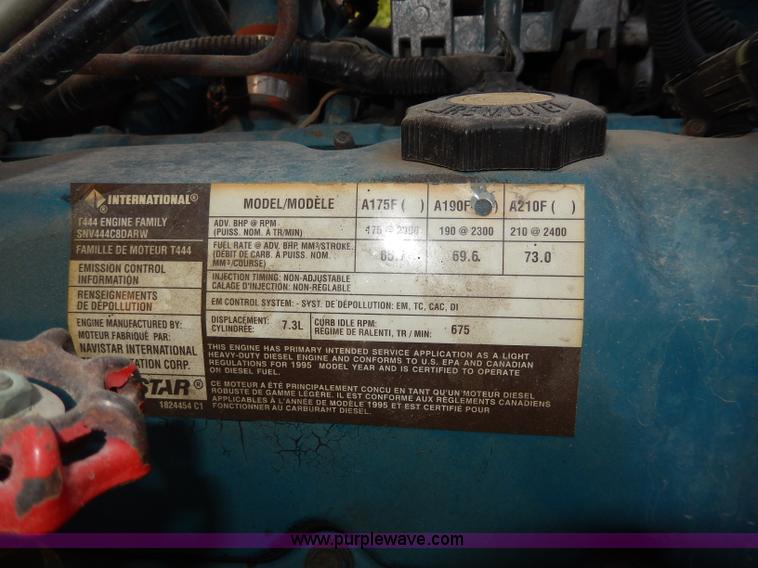 INTERNATIONAL®
T444 ENGINE FAMILY
SNV444C8DARW
FAMILLE DE MOTEUR T444
EMISSION CONTROL
INFORMATION
RENSEIGNEMENTS
DE DÉPOLLUTION
ENGINE MANUFACTURED BY:
MOTEUR FABRIQUÉ PAR:
NAVISTAR INTERNATIONAL
TATION CORP.
STAR®
1824454 C1
MODEL/MODÈLE A175F ( ) A190F ( ) A210F ( )
ADV. BHP @ RPM
(PUISS. NOM. À TR/MIN) 175 @ 190 @ 2300 210 @ 2400
FUEL RATE @ ADV. BHP, MM³/STROKE.
(DÉBIT DE CARB. À PUISS. NOM.
MM³/COURSE) 69.6 73.0
INJECTION TIMING: NON-ADJUSTABLE
CALAGE D'INJECTION: NON-RÉGLABLE
EM CONTROL SYSTEM: - SYST. DE DÉPOLLUTION: EM, TC, CAC, DI
DISPLACEMENT:
CYLINDRÉE: 7.3L
CURB IDLE RPM:
RÉGIME DE RALENTI, TR / MIN: 675
THIS ENGINE HAS PRIMARY INTENDED SERVICE APPLICATION AS A LIGHT
HEAVY-DUTY DIESEL ENGINE AND CONFORMS TO U.S. EPA AND CANADIAN
REGULATIONS FOR 1995 MODEL YEAR AND IS CERTIFIED TO OPERATE
ON DIESEL FUEL.
CE MOTEUR A ÉTÉ PRINCIPALEMENT CONÇU EN TANT QU'UN MOTEUR DIESEL
ROBUSTE DE GAMME LÉGÈRE. IL EST CONFORME AUX RÈGLEMENTS CANADIENS
APPLICABLES À L'ANNÉE DE MODÈLE 1995 ET EST CERTIFIÉ POUR
FONCTIONNER AU CARBURANT DIESEL.
www.purplewave.com